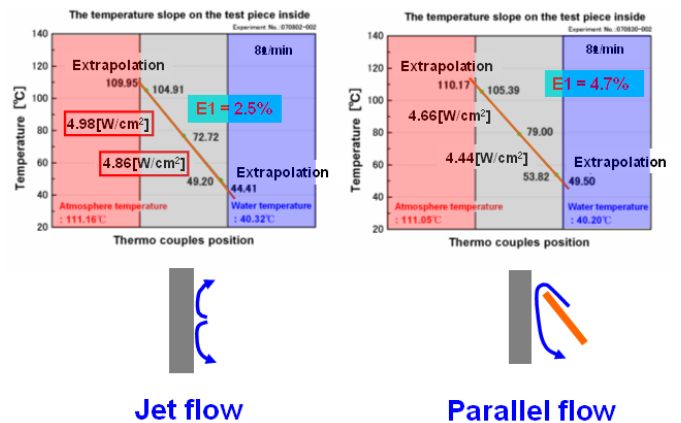 The temperature slope on the test piece inside
Experiment No.:070802-002
140
120
100
80
60
40
20
Temperature [℃]
8ℓ/min
Extrapolation
109.95
104.91
E1 = 2.5%
4.98[W/cm²]
72.72
4.86[W/cm²]
Extrapolation
49.20
44.41
Atmosphere temperature
: 111.16℃
Water temperature
: 40.32℃
Thermo couples position
Jet flow
The temperature slope on the test piece inside
Experiment No.:070830-002
140
120
100
80
60
40
20
Temperature [℃]
8ℓ/min
Extrapolation
110.17
105.39
E1 = 4.7%
4.66[W/cm²]
79.00
4.44[W/cm²]
Extrapolation
53.82
49.50
Atmosphere temperature
: 111.05℃
Water temperature
: 40.20℃
Thermo couples position
Parallel flow